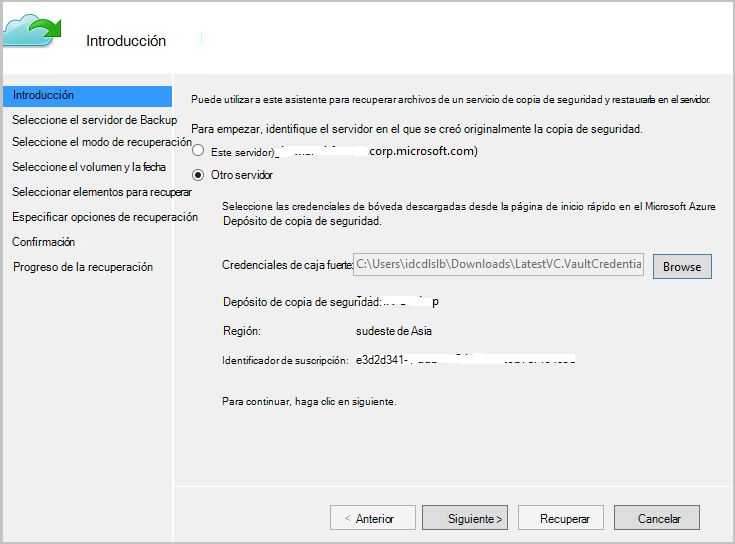 Introducción
Introducción
Seleccione el servidor de Backup
Seleccione el modo de recuperación
Seleccione el volumen y la fecha
Seleccionar elementos para recuperar
Especificar opciones de recuperación
Confirmación
Progreso de la recuperación
Puede utilizar a este asistente para recuperar archivos de un servicio de copia de seguridad y restaurarla en el servidor.
Para empezar, identifique el servidor en el que se creó originalmente la copia de seguridad.
Este servidor) corp.microsoft.com)
Otro servidor
Seleccione las credenciales de bóveda descargadas desde la página de inicio rápido en el Microsoft Azure
Depósito de copia de seguridad.
Credenciales de caja fuerte: C:\Users\idcdlslb\Downloads\LatestVC.VaultCredentia
Browse
Depósito de copia de seguridad: p
Región: sudeste de Asia
Identificador de suscripción: e3d2d341-
Para continuar, haga clic en siguiente.
< Anterior
Siguiente >
Recuperar
Cancelar